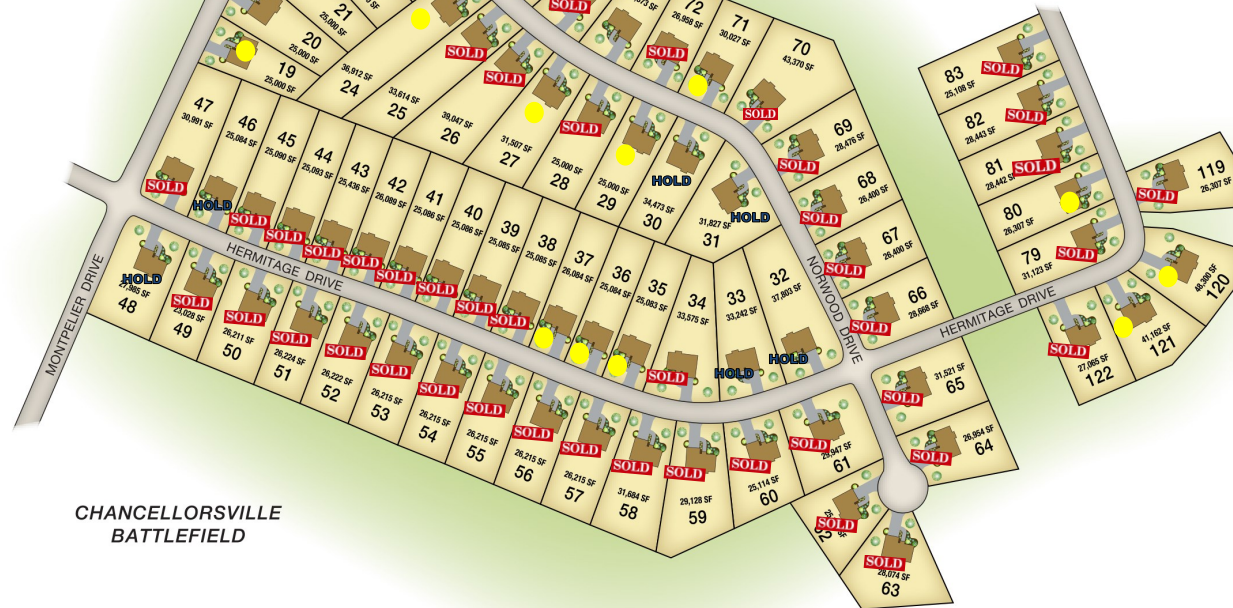 21
25,000 SF
20
25,000 SF
19
25,000 SF
36,912 SF
24
33,614 SF
25
39,047 SF
26
31,507 SF
27
25,000 SF
28
25,000 SF
29
34,473 SF
30
31,827 SF
31
SOLD
SOLD
SOLD
SOLD
SOLD
HOLD
HOLD
72
26,958 SF
71
30,027 SF
70
43,370 SF
SOLD
69
28,476 SF
SOLD
68
26,400 SF
SOLD
67
26,400 SF
SOLD
66
28,668 SF
SOLD
83
25,108 SF
SOLD
82
28,443 SF
SOLD
81
28,442 SF
SOLD
80
26,307 SF
79
31,123 SF
SOLD
119
26,307 SF
SOLD
48,300 SF
120
41,162 SF
121
27,065 SF
122
SOLD
47
30,991 SF
SOLD
46
25,084 SF
HOLD
45
25,090 SF
SOLD
44
25,093 SF
SOLD
43
25,436 SF
SOLD
42
26,089 SF
SOLD
41
25,086 SF
SOLD
40
25,086 SF
SOLD
39
25,085 SF
SOLD
38
25,085 SF
SOLD
37
26,084 SF
36
25,084 SF
35
25,083 SF
34
33,575 SF
SOLD
33
33,242 SF
HOLD
32
37,803 SF
HOLD
MONTPELIER DRIVE
HERMITAGE DRIVE
NORWOOD DRIVE
HERMITAGE DRIVE
HOLD
48
SOLD
49
SOLD
26,211 SF
50
SOLD
26,224 SF
51
SOLD
26,222 SF
52
SOLD
26,215 SF
53
SOLD
26,215 SF
54
SOLD
26,215 SF
55
SOLD
26,215 SF
56
SOLD
26,215 SF
57
SOLD
31,684 SF
58
SOLD
29,128 SF
59
SOLD
25,114 SF
60
SOLD
61
SOLD
SOLD
28,074 SF
63
SOLD
26,954 SF
64
SOLD
31,521 SF
65
CHANCELLORSVILLE
BATTLEFIELD